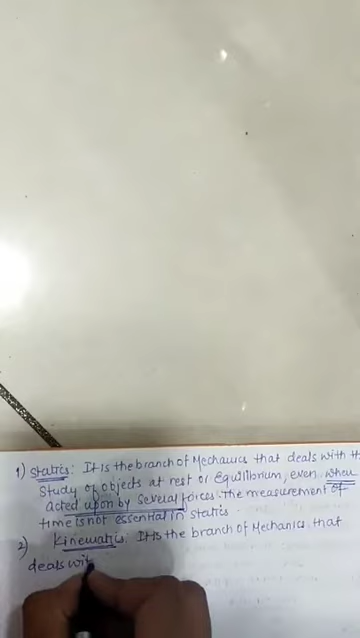 1) Statics: It is the branch of Mechanics that deals with th
study of objects at rest or Equilibrium, even when
acted upon by several forces. The measurement of
time is not essential in statics.
2) Kinematics: It is the branch of Mechanics that
deals wit